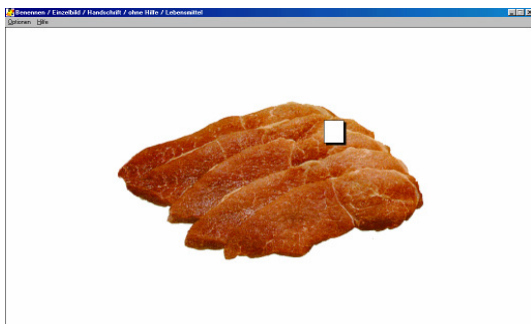 Benennen / Einzelbild / Handschrift / ohne Hilfe / Lebensmittel
Optionen Hilfe